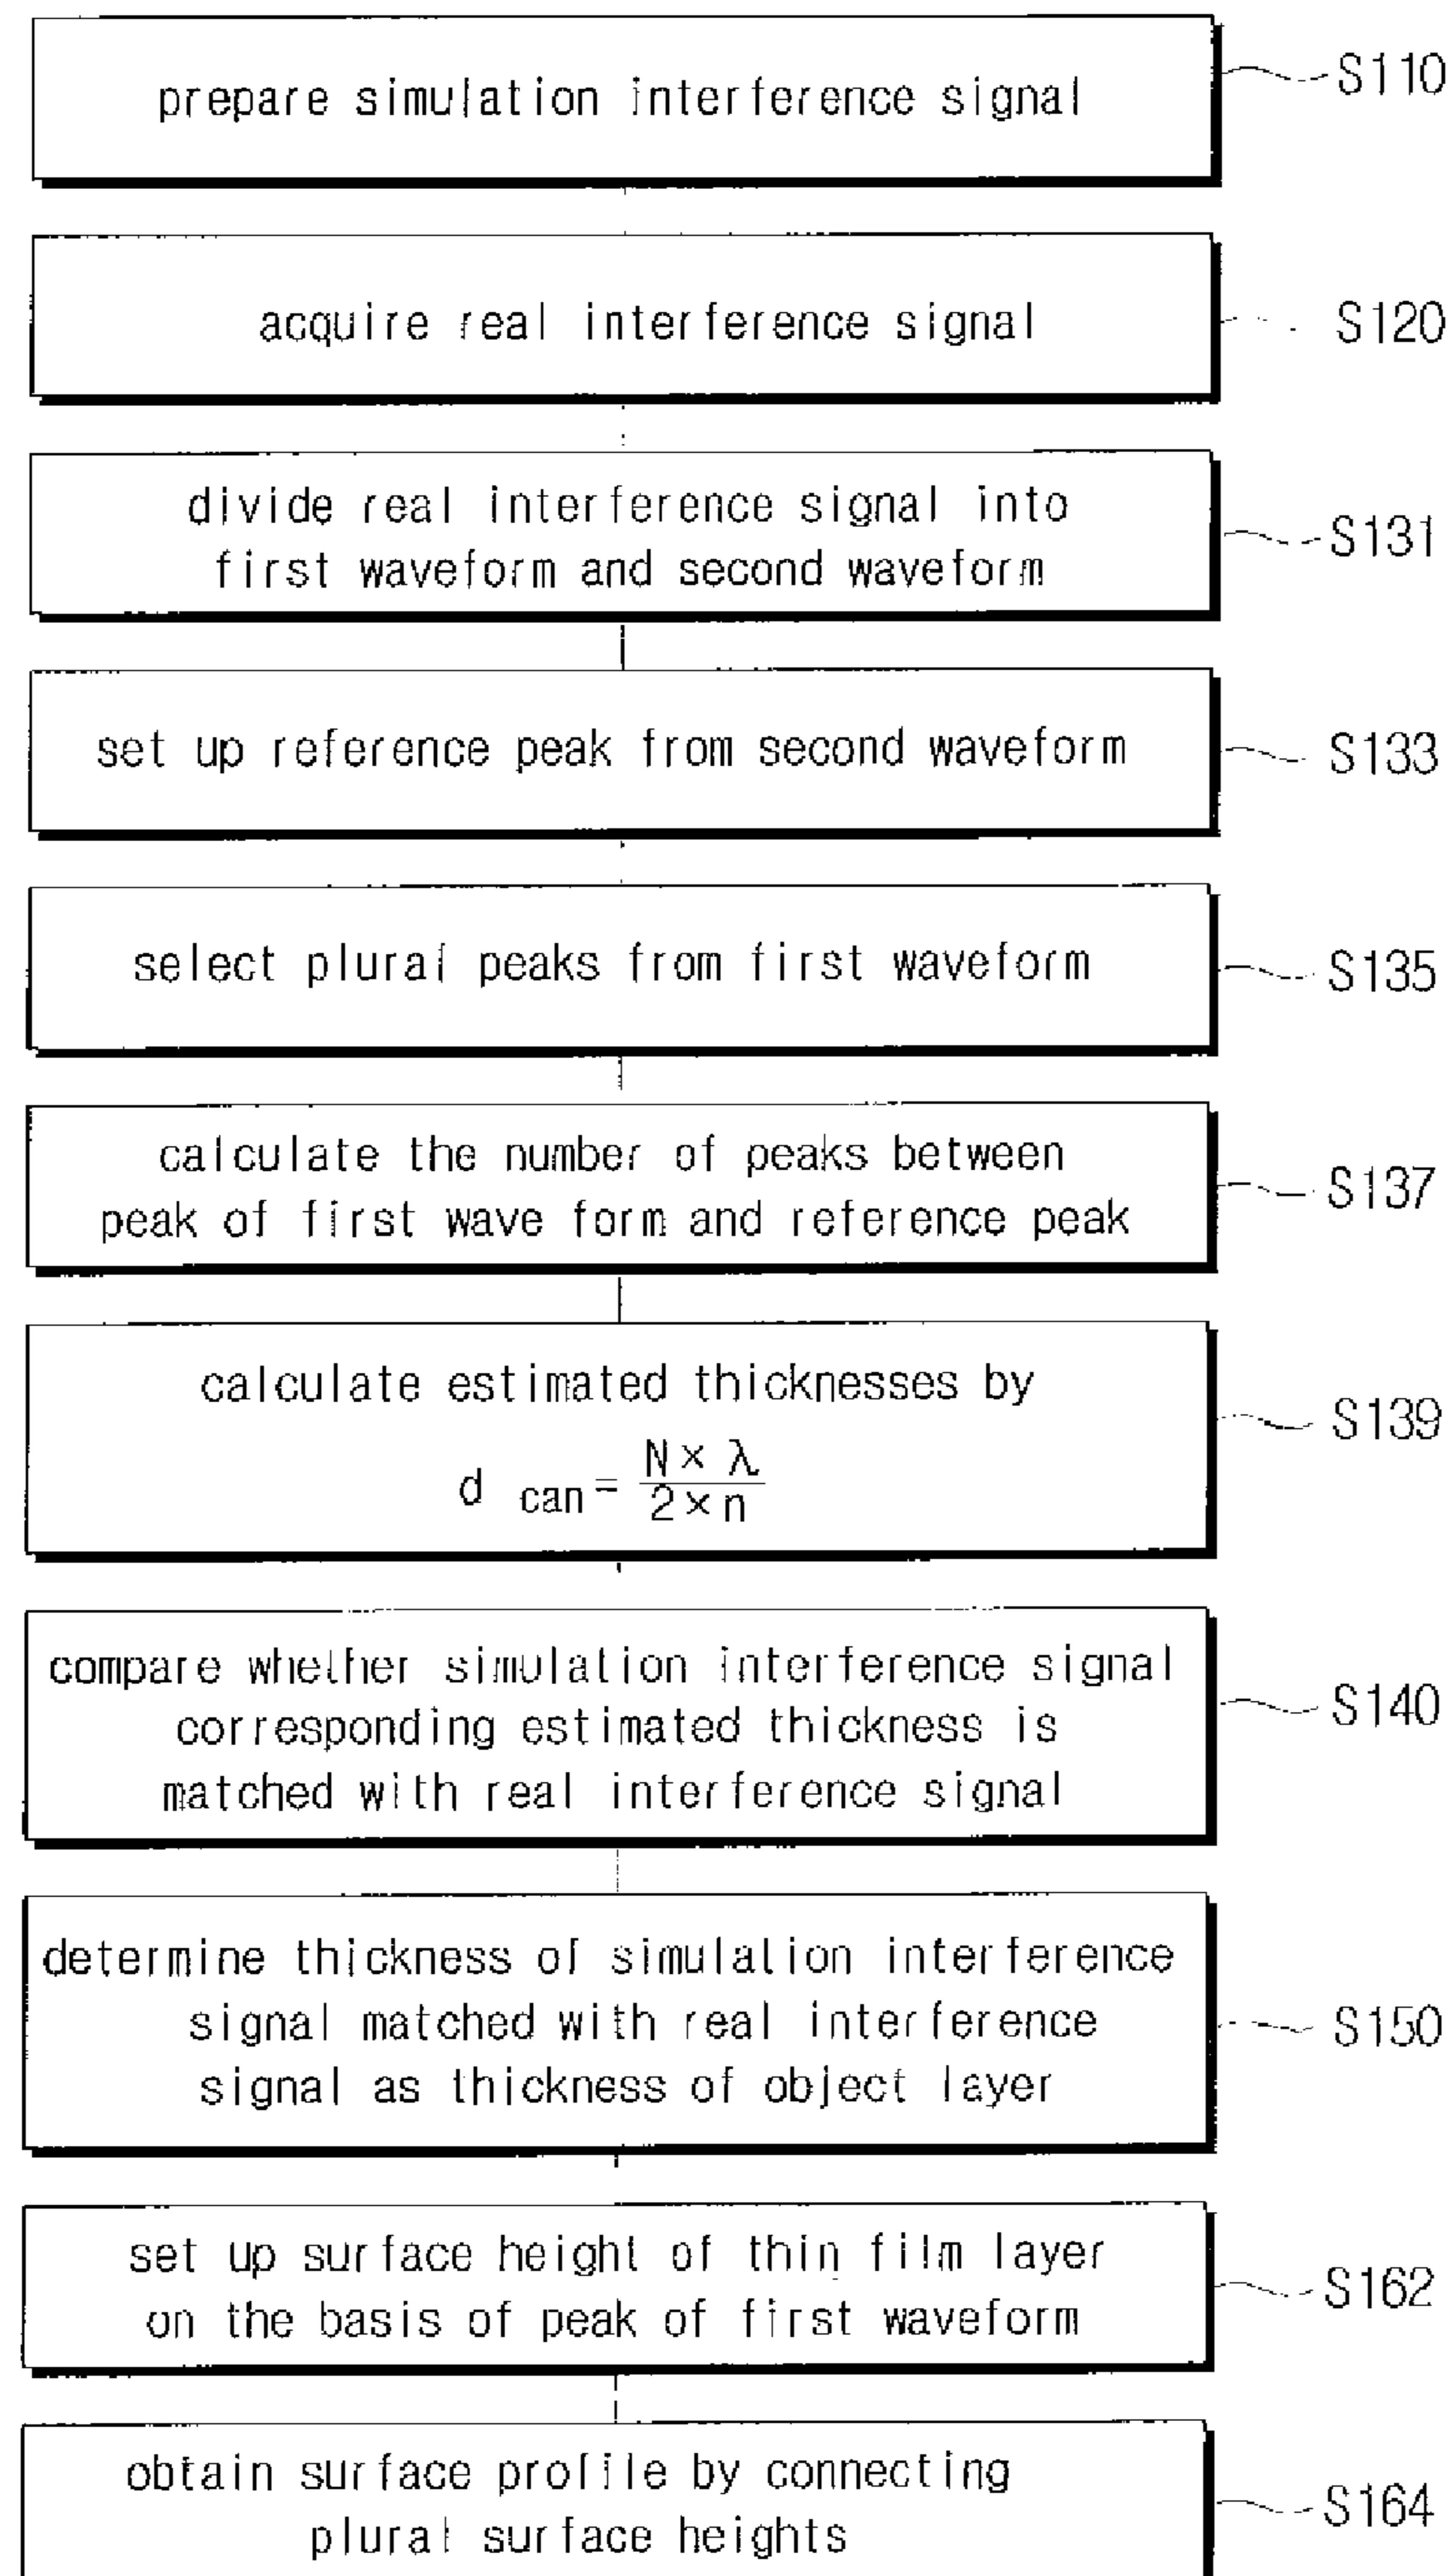 prepare simulation interference signal
S110
acquire real interference signal
S120
divide real interference signal into
first waveform and second waveform
S131
set up reference peak from second waveform
S133
select plural peaks from first waveform
S135
calculate the number of peaks between
peak of first wave form and reference peak
S137
calculate estimated thicknesses by
d can = N × λ / 2 × n
S139
compare whether simulation interference signal
corresponding estimated thickness is
matched with real interference signal
S140
determine thickness of simulation interference
signal matched with real interference
signal as thickness of object layer
S150
set up surface height of thin film layer
on the basis of peak of first waveform
S162
obtain surface profile by connecting
plural surface heights
S164